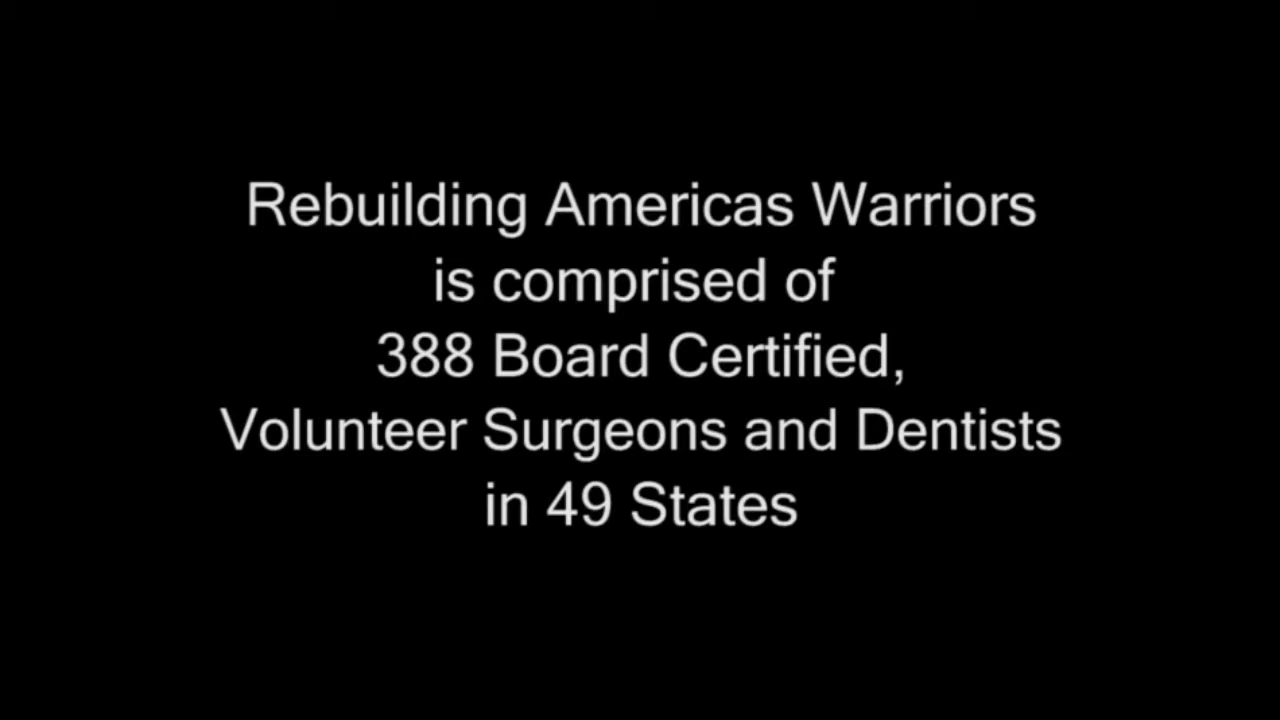 Rebuilding Americas Warriors
is comprised of
388 Board Certified,
Volunteer Surgeons and Dentists
in 49 States